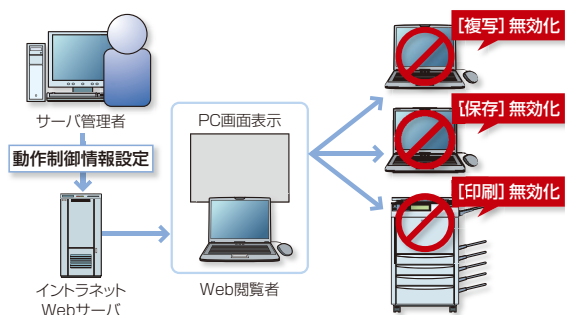 サーバ管理者
動作制御情報設定
イントラネット
Webサーバ
PC画面表示
Web閲覧者
[複写] 無効化
[保存] 無効化
[印刷] 無効化